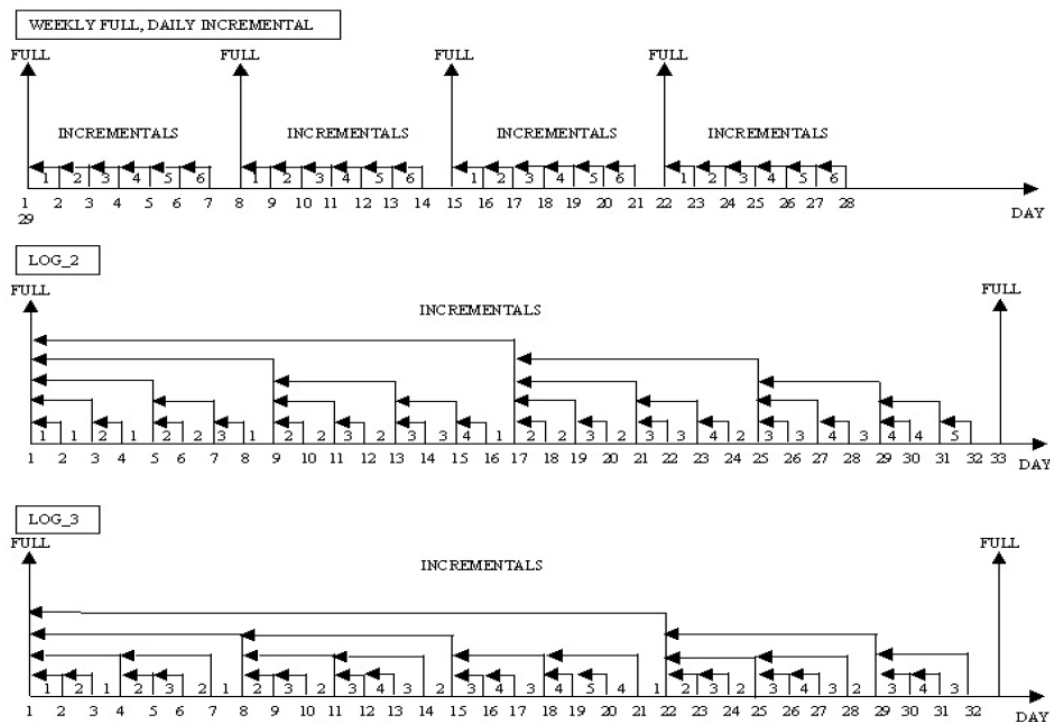 WEEKLY FULL, DAILY INCREMENTAL
FULL FULL FULL FULL
INCREMENTALS INCREMENTALS INCREMENTALS INCREMENTALS
1 2 3 4 5 6 1 2 3 4 5 6 1 2 3 4 5 6 1 2 3 4 5 6
1 2 3 4 5 6 7 8 9 10 11 12 13 14 15 16 17 18 19 20 21 22 23 24 25 26 27 28
29 DAY
LOG_2
FULL FULL
INCREMENTALS
1 1 2 1 2 2 3 1 2 2 3 2 3 3 4 1 2 2 3 2 3 3 4 2 3 3 4 3 4 4 5
1 2 3 4 5 6 7 8 9 10 11 12 13 14 15 16 17 18 19 20 21 22 23 24 25 26 27 28 29 30 31 32 33
DAY
LOG_3
FULL FULL
INCREMENTALS
1 2 1 2 3 2 1 2 3 2 3 4 3 2 3 4 3 4 5 4 1 2 3 2 3 4 3 2 3 4 3
1 2 3 4 5 6 7 8 9 10 11 12 13 14 15 16 17 18 19 20 21 22 23 24 25 26 27 28 29 30 31 32
DAY